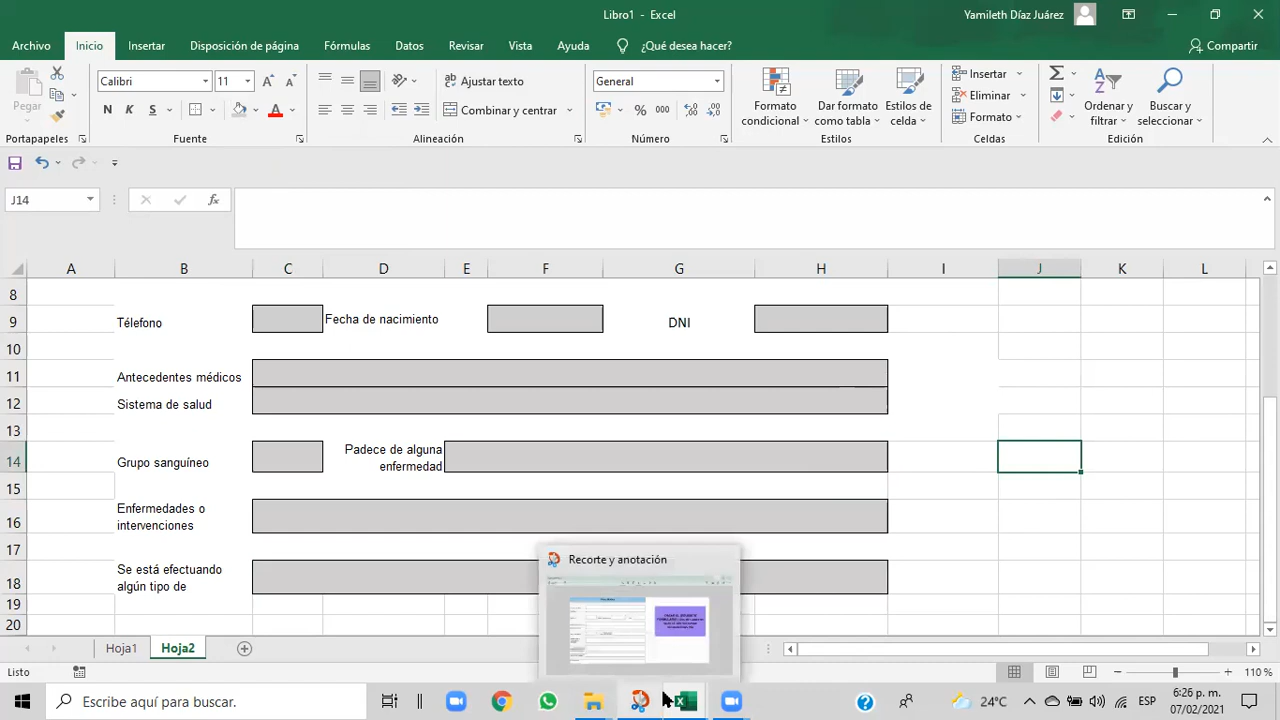 Libro1 - Excel
Yamileth Díaz Juárez
Archivo Inicio Insertar Disposición de página Fórmulas Datos Revisar Vista Ayuda ¿Qué desea hacer? Compartir
Pegar
Calibri 11
N K S
Ajustar texto
Combinar y centrar
General
% 000
Formato condicional
Dar formato como tabla
Estilos de celda
Insertar
Eliminar
Formato
Ordenar y filtrar
Buscar y seleccionar
Portapapeles Fuente Alineación Número Estilos Celdas Edición
J14 fx
A B C D E F G H I J K L
8
9 Télefono Fecha de nacimiento DNI
10
11 Antecedentes médicos
12 Sistema de salud
13
14 Grupo sanguíneo Padece de alguna enfermedad
15
16 Enfermedades o intervenciones
17
18 Se está efectuando algún tipo de
19
20
Recorte y anotación
Hoja1 Hoja2
Listo 110 %
Escribe aquí para buscar.
24°C ESP 6:26 p. m.
07/02/2021